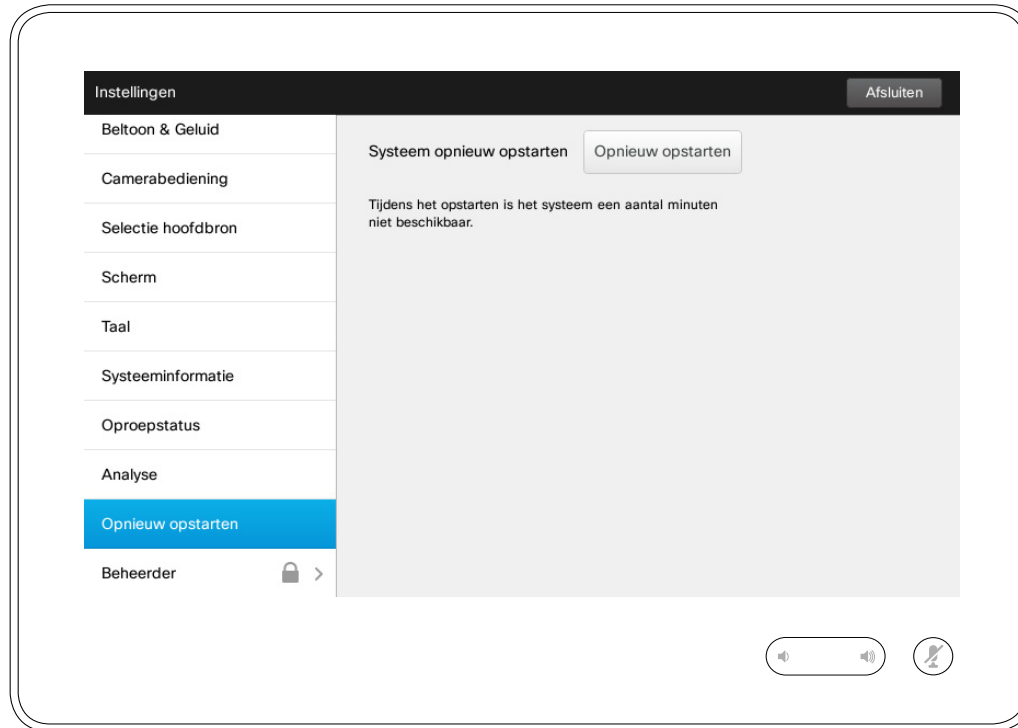 Instellingen
Afsluiten
Beltoon & Geluid
Camerabediening
Selectie hoofdbron
Scherm
Taal
Systeeminformatie
Oproepstatus
Analyse
Opnieuw opstarten
Beheerder
Systeem opnieuw opstarten
Opnieuw opstarten
Tijdens het opstarten is het systeem een aantal minuten
niet beschikbaar.